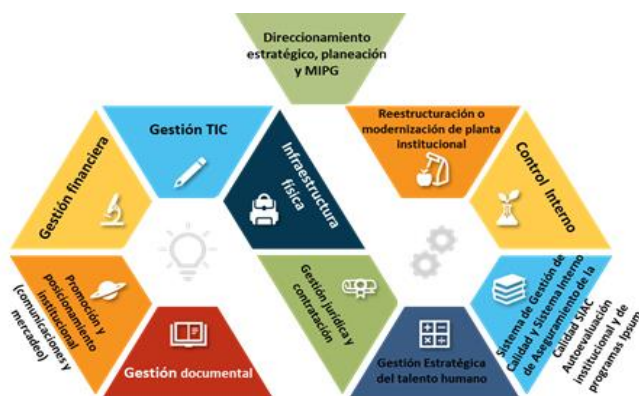 Direccionamiento
estratégico, planeación
y MIPG
Gestión TIC
Reestructuración o
modernización de planta
institucional
Gestión financiera
Infraestructura
física
Control Interno
Promoción y
posicionamiento
institucional
(comunicaciones y
mercadeo)
Gestión documental
Gestión jurídica y
contratación
Gestión Estratégica
del talento humano
Sistema de Gestión de
Calidad y Sistema Interno
de Aseguramiento de la
Calidad SIAC
Autoevaluación
institucional y de
programas Ipsum